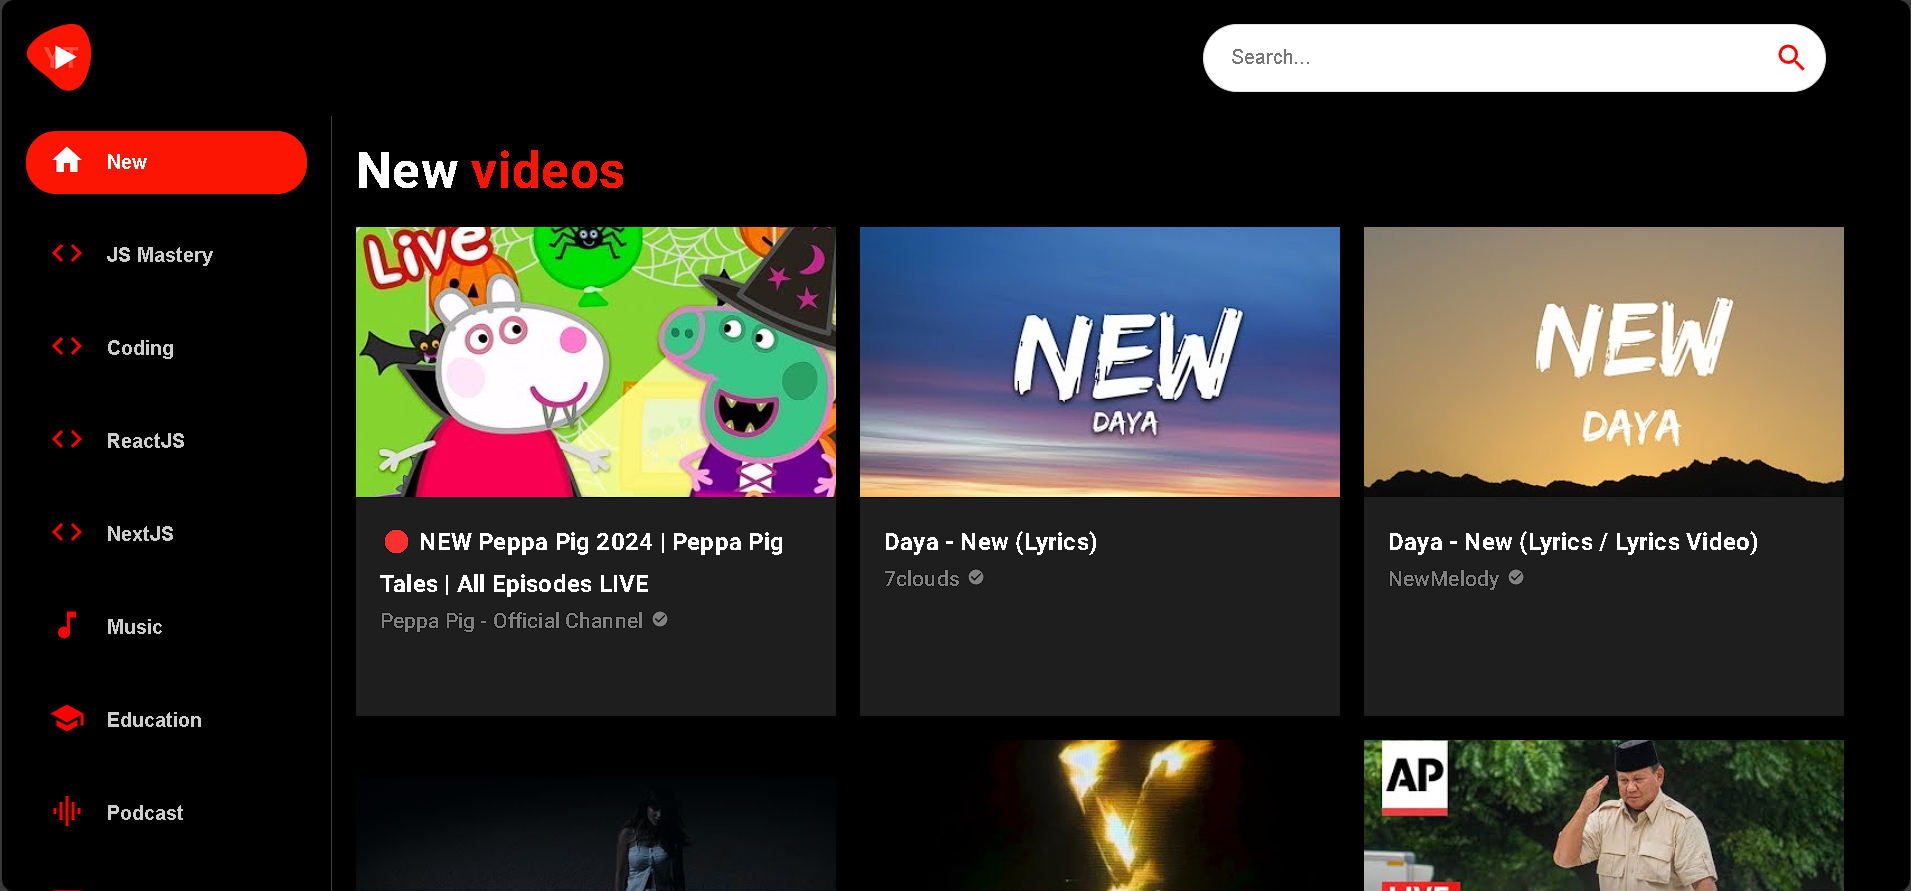 YT
Search...
New
JS Mastery
Coding
ReactJS
NextJS
Music
Education
Podcast
New videos
Live
🔴 NEW Peppa Pig 2024 | Peppa Pig
Tales | All Episodes LIVE
Peppa Pig - Official Channel
NEW
DAYA
Daya - New (Lyrics)
7clouds
NEW
DAYA
Daya - New (Lyrics / Lyrics Video)
NewMelody
AP
LIVE